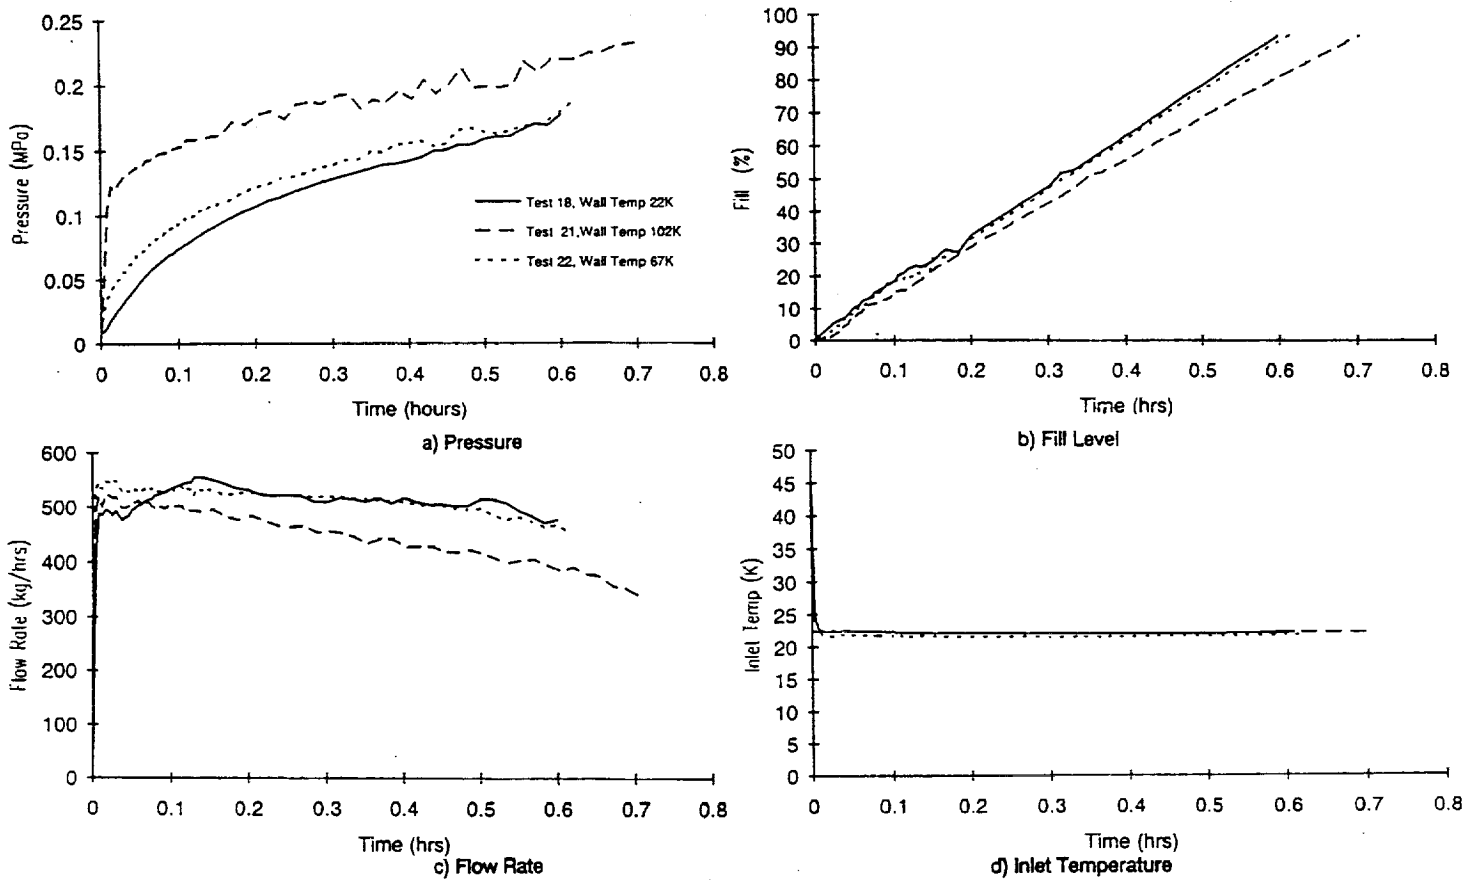 0.25
0.2
0.15
0.1
0.05
0
Pressure (MPa)
0 0.1 0.2 0.3 0.4 0.5 0.6 0.7 0.8
Time (hours)
a) Pressure
Test 18, Wall Temp 22K
Test 21, Wall Temp 102K
Test 22, Wall Temp 67K
100
90
80
70
60
50
40
30
20
10
0
Fill (%)
0 0.1 0.2 0.3 0.4 0.5 0.6 0.7 0.8
Time (hrs)
b) Fill Level
600
500
400
300
200
100
0
Flow Rate (kg/hrs)
0 0.1 0.2 0.3 0.4 0.5 0.6 0.7 0.8
Time (hrs)
c) Flow Rate
50
45
40
35
30
25
20
15
10
5
0
Inlet Temp (K)
0 0.1 0.2 0.3 0.4 0.5 0.6 0.7 0.8
Time (hrs)
d) Inlet Temperature